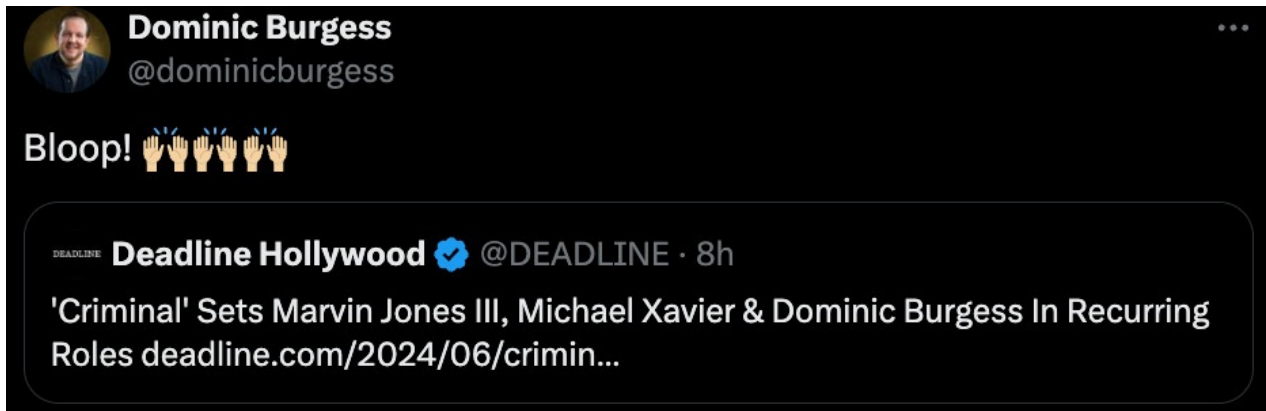 Dominic Burgess
@dominicburgess
Bloop! 🙌🏼🙌🏼🙌🏼
DEADLINE Deadline Hollywood @DEADLINE · 8h
'Criminal' Sets Marvin Jones III, Michael Xavier & Dominic Burgess In Recurring
Roles deadline.com/2024/06/crimin...